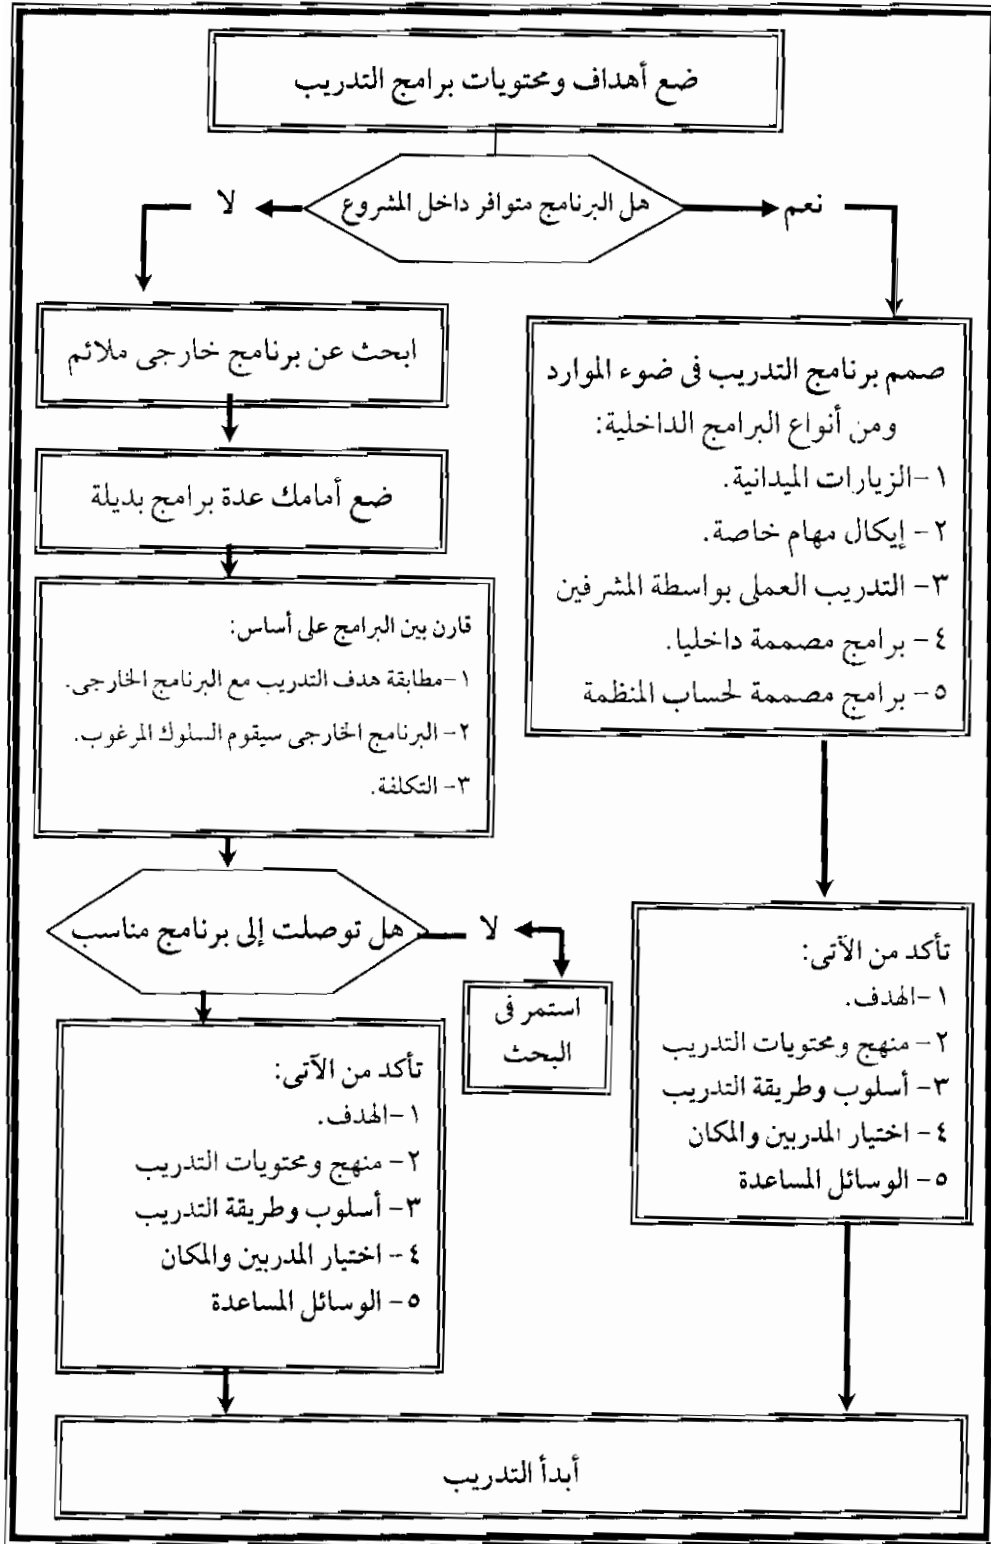 ضع أهداف ومحتويات برامج التدريب
هل البرنامج متوافر داخل المشروع
نعم
لا
صمم برنامج التدريب فى ضوء الموارد
ومن أنواع البرامج الداخلية:
١-الزيارات الميدانية.
٢- إيكال مهام خاصة.
٣- التدريب العملى بواسطة المشرفين
٤- برامج مصممة داخليا.
٥- برامج مصممة لحساب المنظمة
تأكد من الآتى:
١-الهدف.
٢- منهج ومحتويات التدريب
٣- أسلوب وطريقة التدريب
٤- اختيار المدربين والمكان
٥- الوسائل المساعدة
ابحث عن برنامج خارجى ملائم
ضع أمامك عدة برامج بديلة
قارن بين البرامج على أساس:
١-مطابقة هدف التدريب مع البرنامج الخارجى.
٢- البرنامج الخارجى سيقوم السلوك المرغوب.
٣- التكلفة.
هل توصلت إلى برنامج مناسب
لا
استمر فى
البحث
تأكد من الآتى:
١-الهدف.
٢- منهج ومحتويات التدريب
٣- أسلوب وطريقة التدريب
٤- اختيار المدربين والمكان
٥- الوسائل المساعدة
أبدأ التدريب